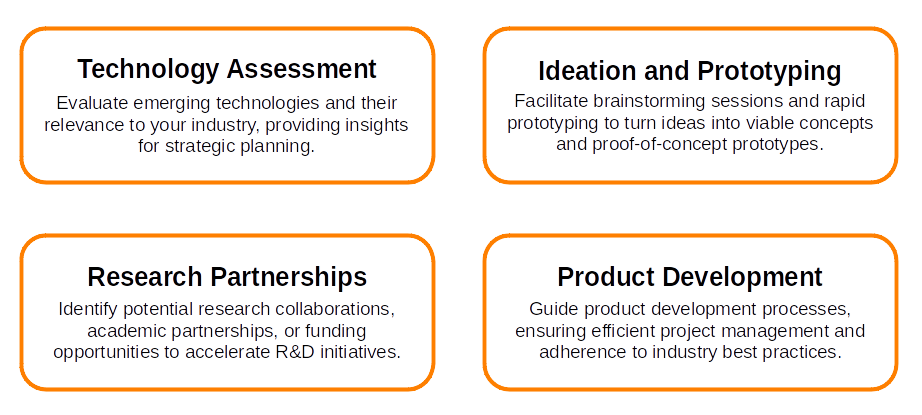 Technology Assessment
Evaluate emerging technologies and their
relevance to your industry, providing insights
for strategic planning.
Ideation and Prototyping
Facilitate brainstorming sessions and rapid
prototyping to turn ideas into viable concepts
and proof-of-concept prototypes.
Research Partnerships
Identify potential research collaborations,
academic partnerships, or funding
opportunities to accelerate R&D initiatives.
Product Development
Guide product development processes,
ensuring efficient project management and
adherence to industry best practices.